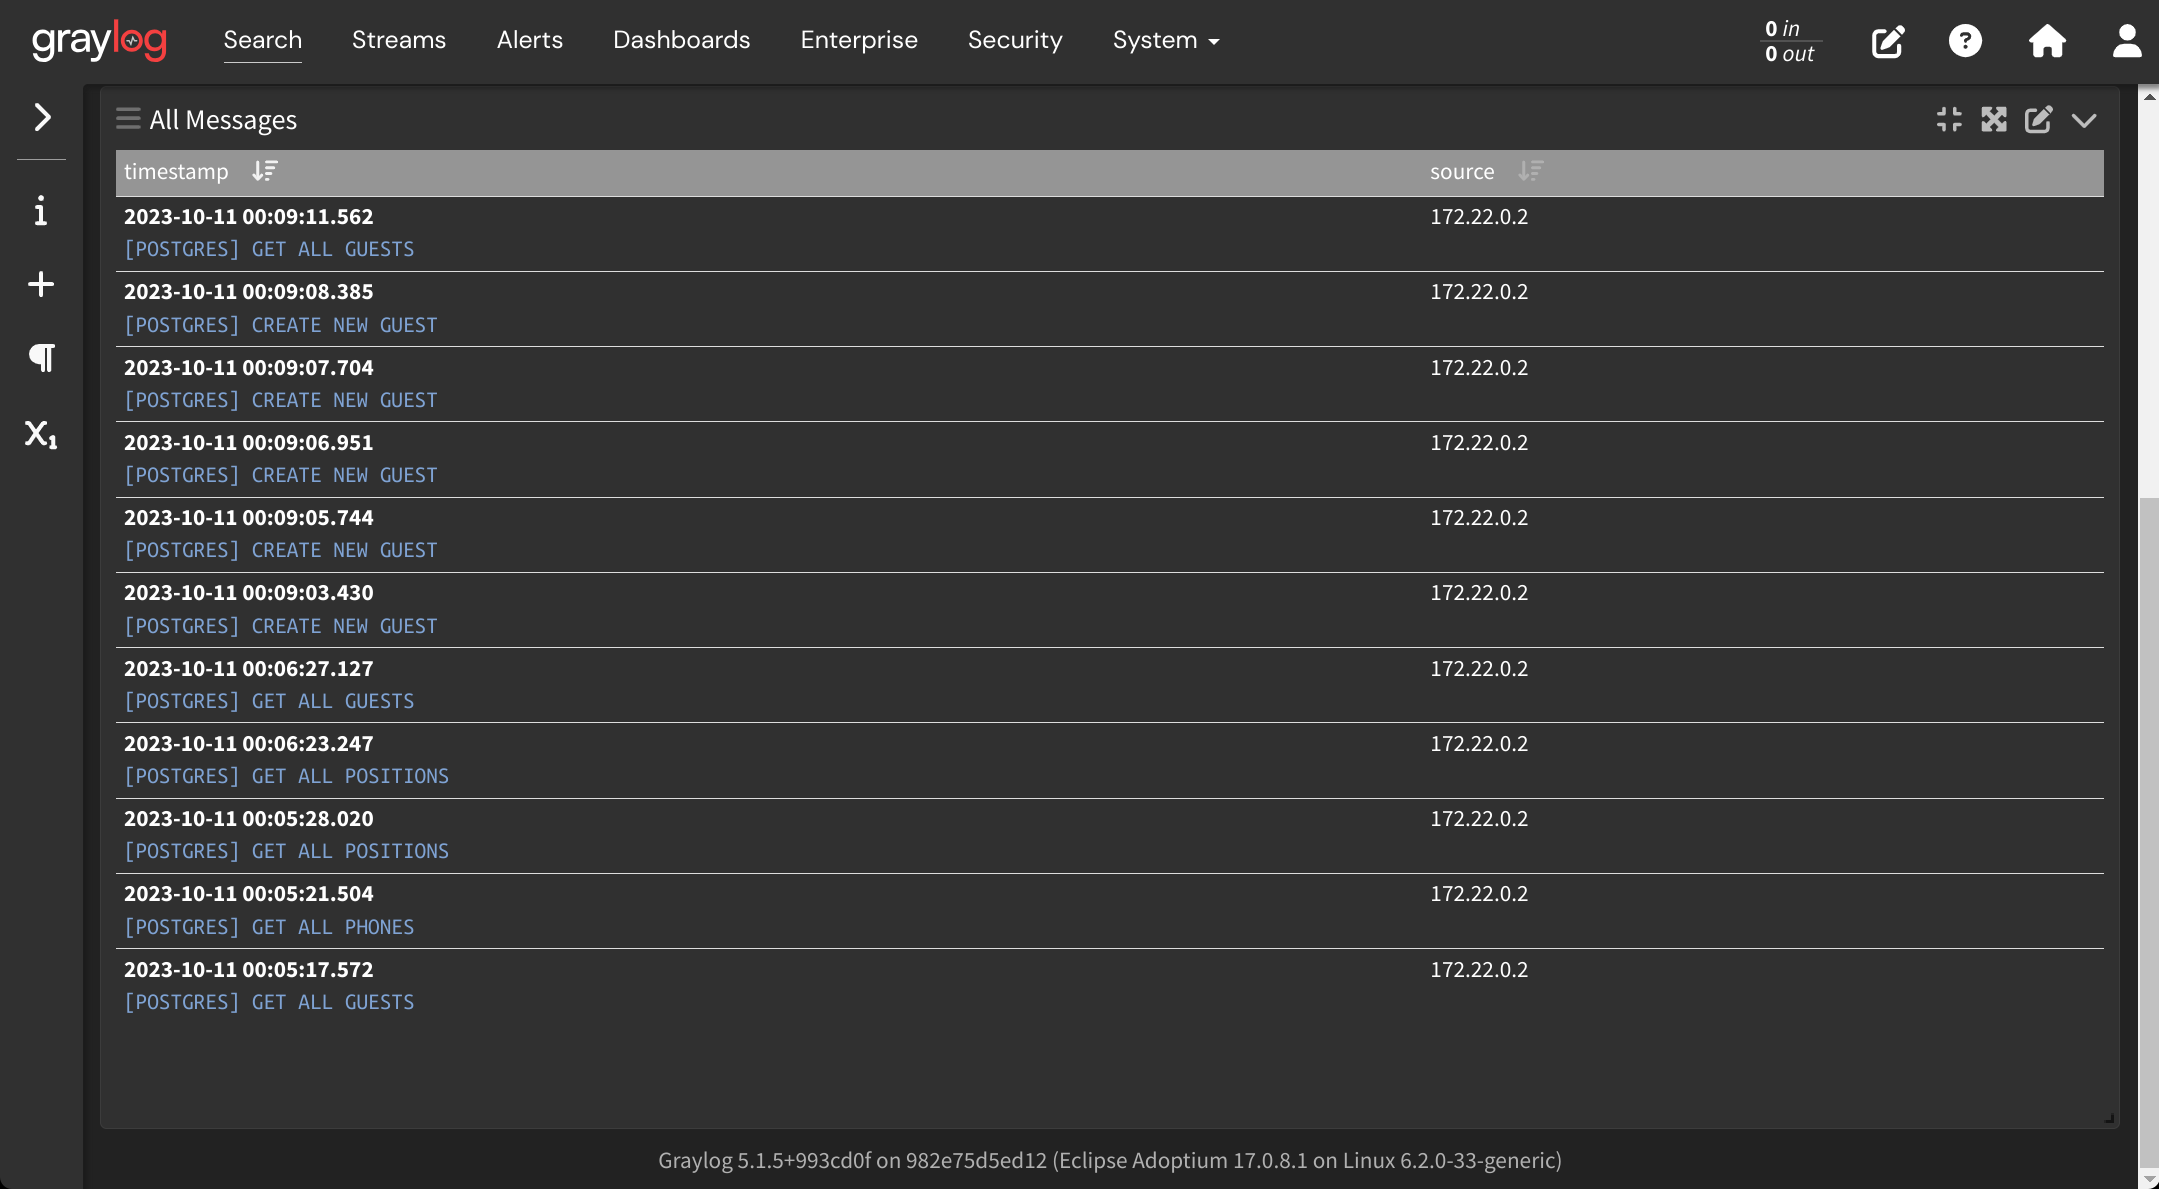 graylog Search Streams Alerts Dashboards Enterprise Security System 0 in
0 out
All Messages
timestamp source
2023-10-11 00:09:11.562 172.22.0.2
[POSTGRES] GET ALL GUESTS
2023-10-11 00:09:08.385 172.22.0.2
[POSTGRES] CREATE NEW GUEST
2023-10-11 00:09:07.704 172.22.0.2
[POSTGRES] CREATE NEW GUEST
2023-10-11 00:09:06.951 172.22.0.2
[POSTGRES] CREATE NEW GUEST
2023-10-11 00:09:05.744 172.22.0.2
[POSTGRES] CREATE NEW GUEST
2023-10-11 00:09:03.430 172.22.0.2
[POSTGRES] CREATE NEW GUEST
2023-10-11 00:06:27.127 172.22.0.2
[POSTGRES] GET ALL GUESTS
2023-10-11 00:06:23.247 172.22.0.2
[POSTGRES] GET ALL POSITIONS
2023-10-11 00:05:28.020 172.22.0.2
[POSTGRES] GET ALL POSITIONS
2023-10-11 00:05:21.504 172.22.0.2
[POSTGRES] GET ALL PHONES
2023-10-11 00:05:17.572 172.22.0.2
[POSTGRES] GET ALL GUESTS
Graylog 5.1.5+993cd0f on 982e75d5ed12 (Eclipse Adoptium 17.0.8.1 on Linux 6.2.0-33-generic)